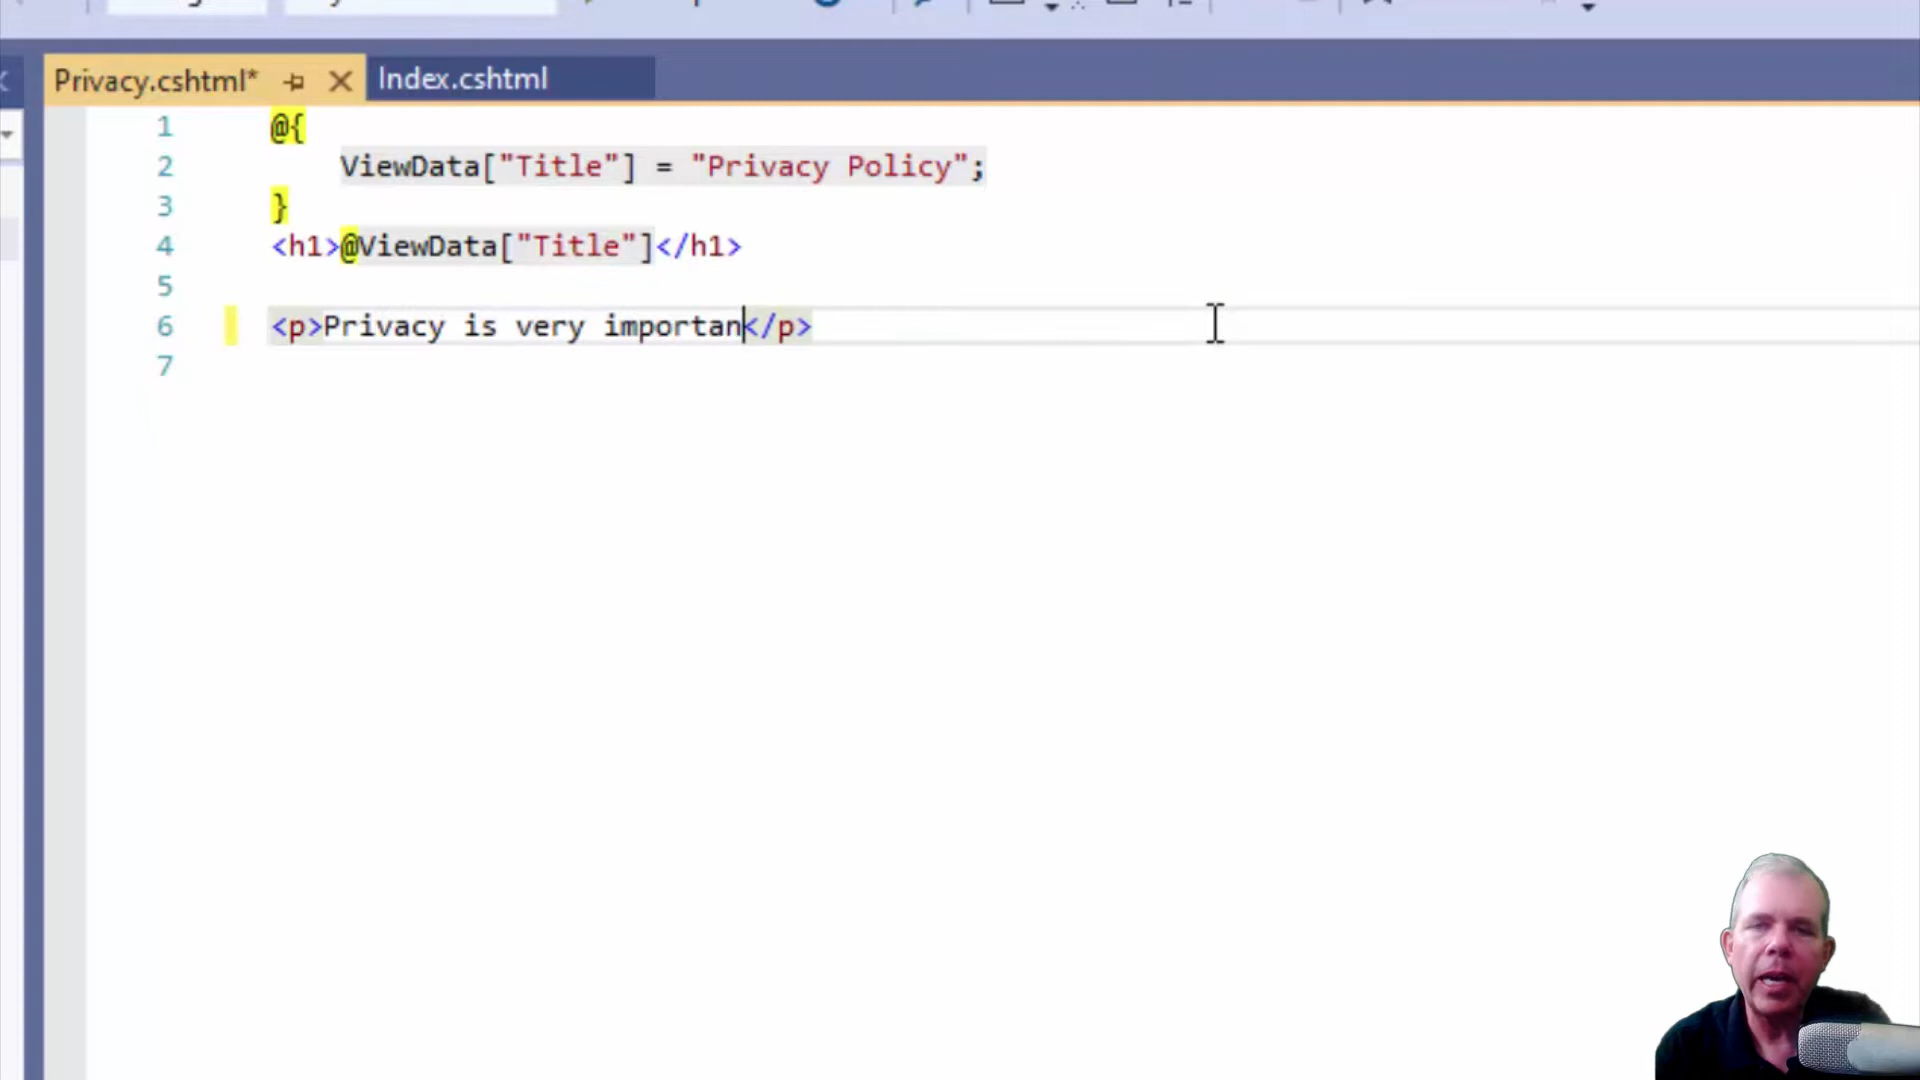 Privacy.cshtml* Index.cshtml
1 @{
2 ViewData["Title"] = "Privacy Policy";
3 }
4 <h1>@ViewData["Title"]</h1>
5
6 <p>Privacy is very importan</p>
7